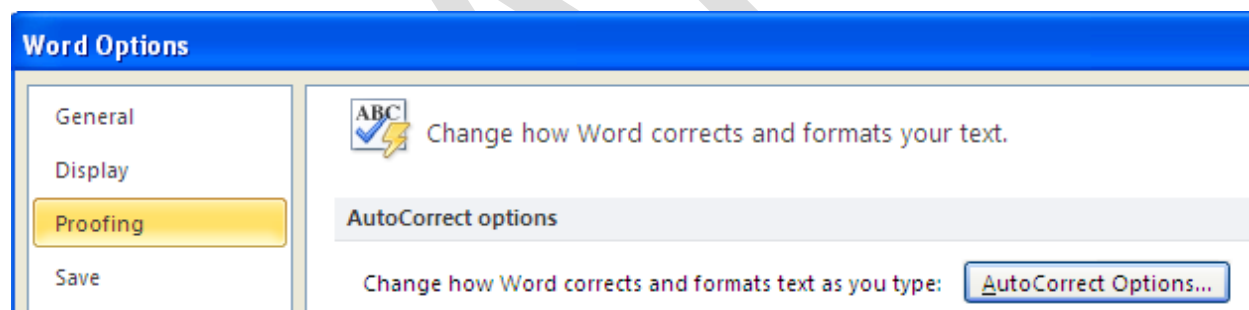 Word Options
General
Display
Proofing
Save
ABC
Change how Word corrects and formats your text.
AutoCorrect options
Change how Word corrects and formats text as you type: AutoCorrect Options...